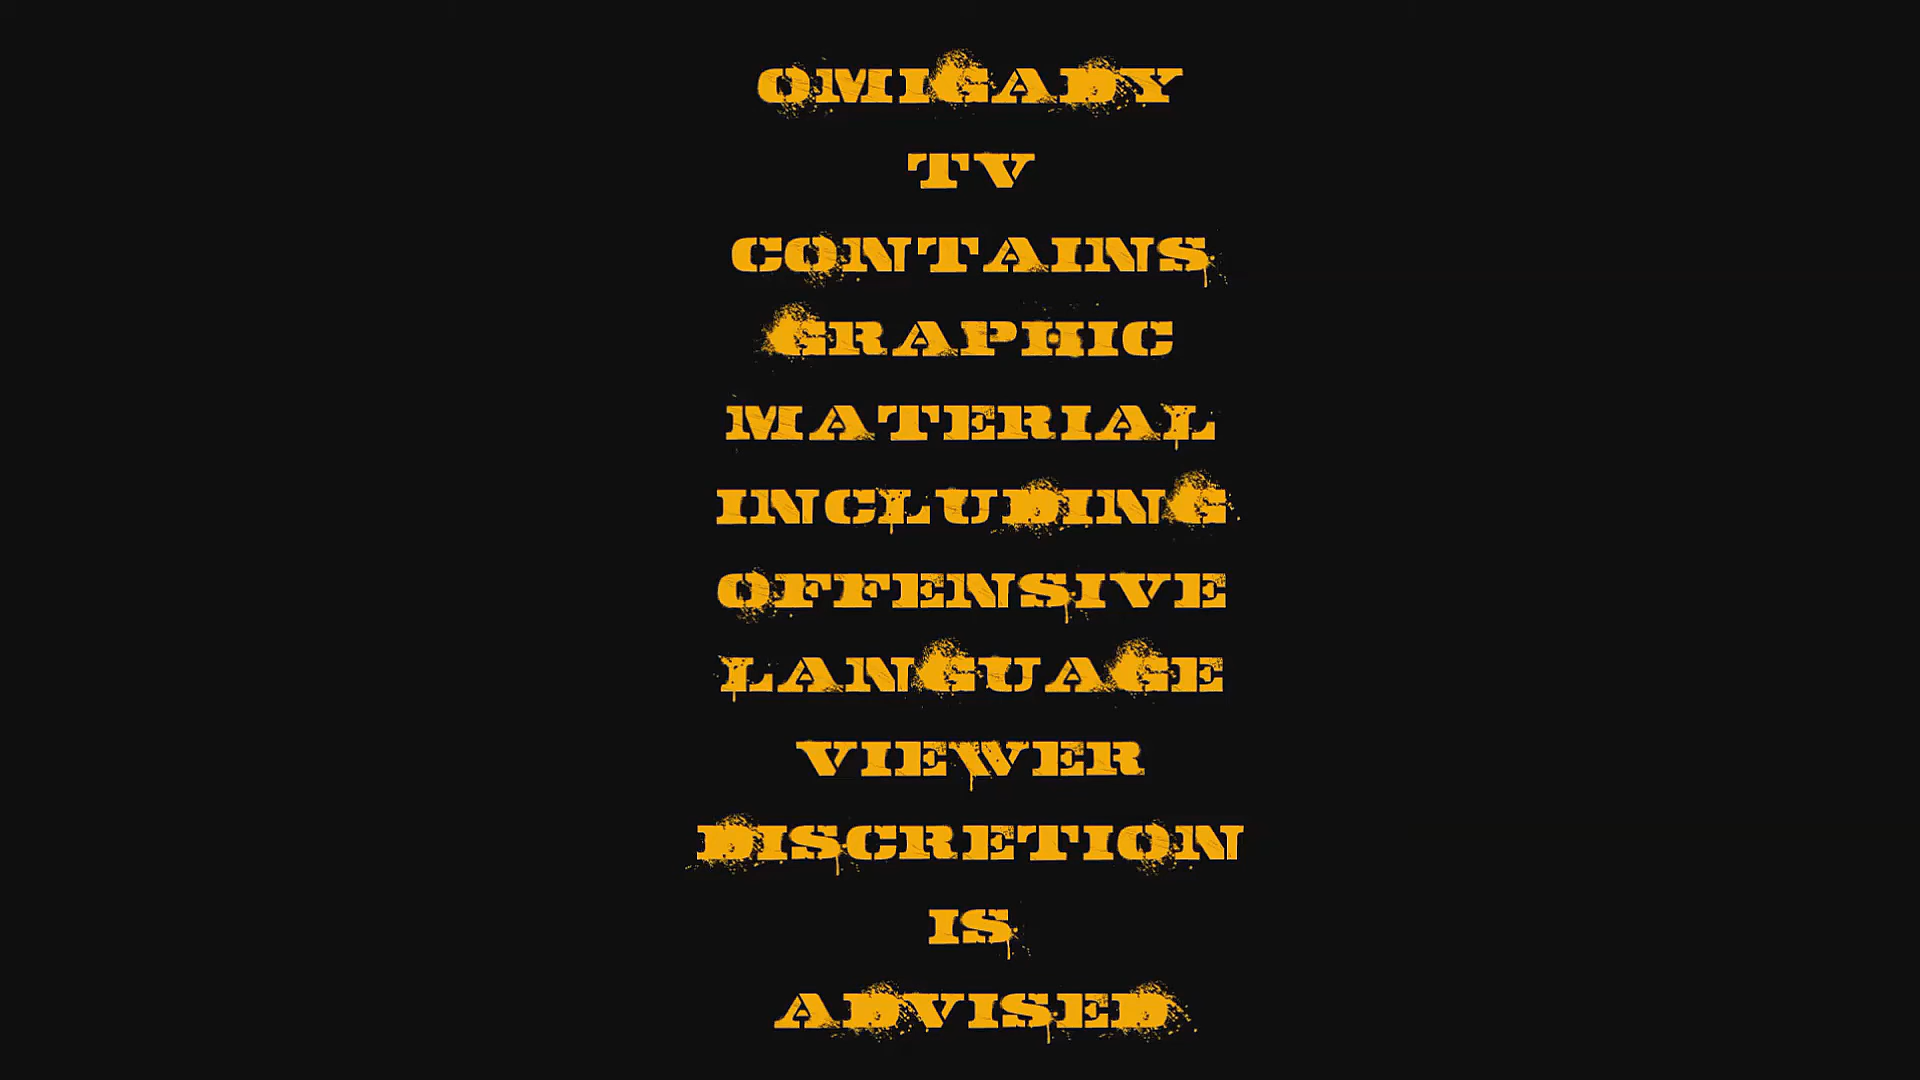 OMIGADY
TV
CONTAINS
GRAPHIC
MATERIAL
INCLUDING
OFFENSIVE
LANGUAGE
VIEWER
DISCRETION
IS
ADVISED